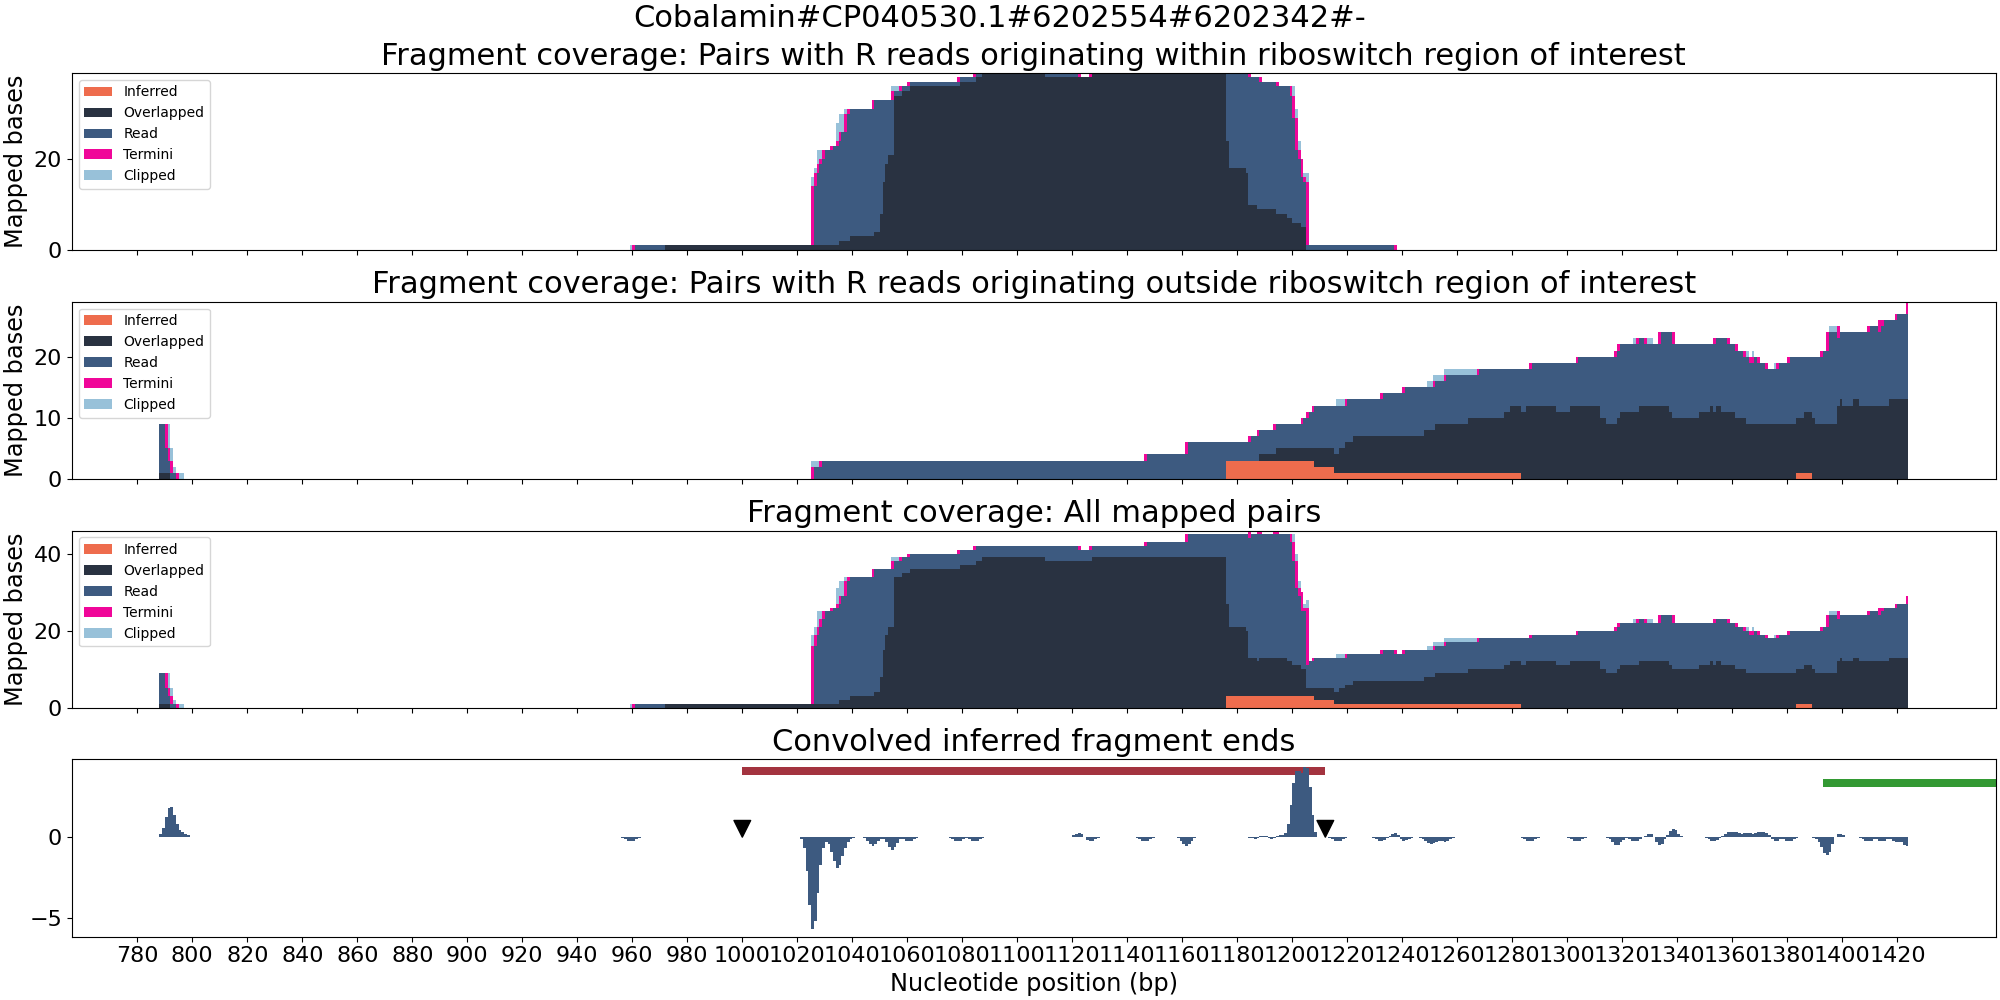 Cobalamin#CP040530.1#6202554#6202342#-
Fragment coverage: Pairs with R reads originating within riboswitch region of interest
Mapped bases
20
0
Inferred
Overlapped
Read
Termini
Clipped
Fragment coverage: Pairs with R reads originating outside riboswitch region of interest
Mapped bases
20
10
0
Inferred
Overlapped
Read
Termini
Clipped
Fragment coverage: All mapped pairs
Mapped bases
40
20
0
Inferred
Overlapped
Read
Termini
Clipped
Convolved inferred fragment ends
0
−5
780 800 820 840 860 880 900 920 940 960 980 1000 1020 1040 1060 1080 1100 1120 1140 1160 1180 1200 1220 1240 1260 1280 1300 1320 1340 1360 1380 1400 1420
Nucleotide position (bp)